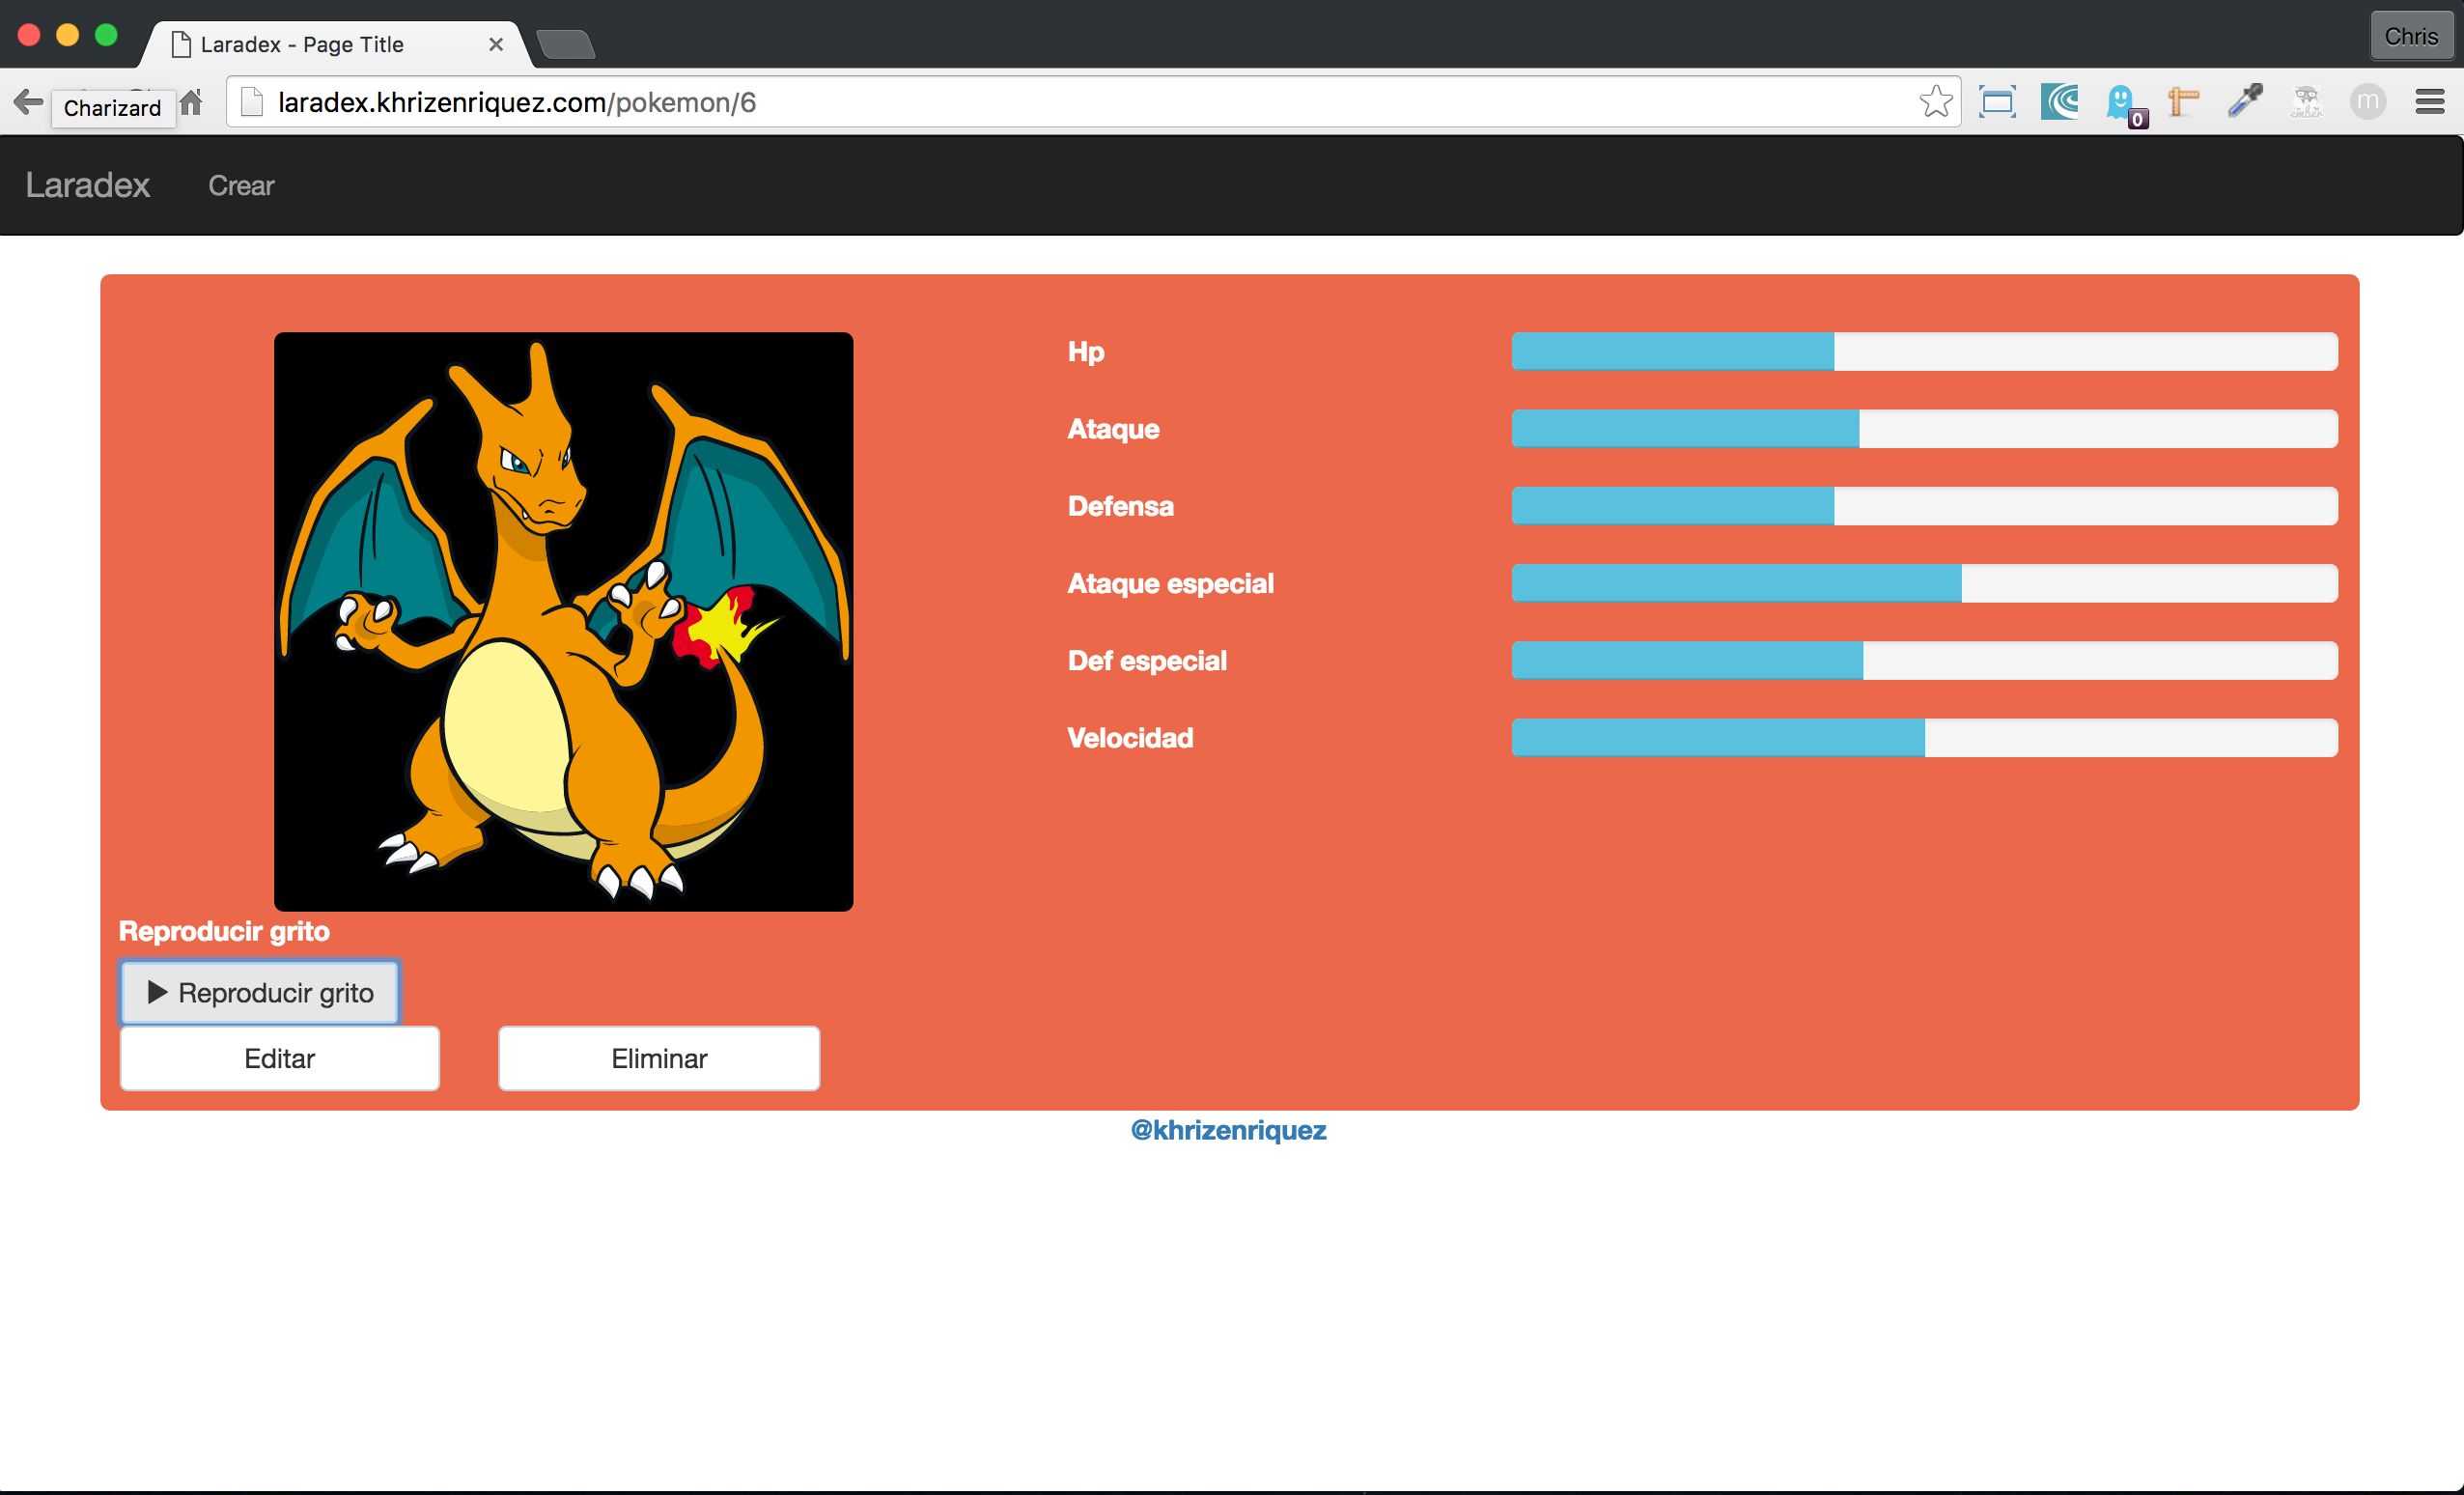 Laradex - Page Title
Chris
Charizard
laradex.khrizenriquez.com/pokemon/6
0
ember
m
Laradex
Crear
Hp
Ataque
Defensa
Ataque especial
Def especial
Velocidad
Reproducir grito
Reproducir grito
Editar
Eliminar
@khrizenriquez